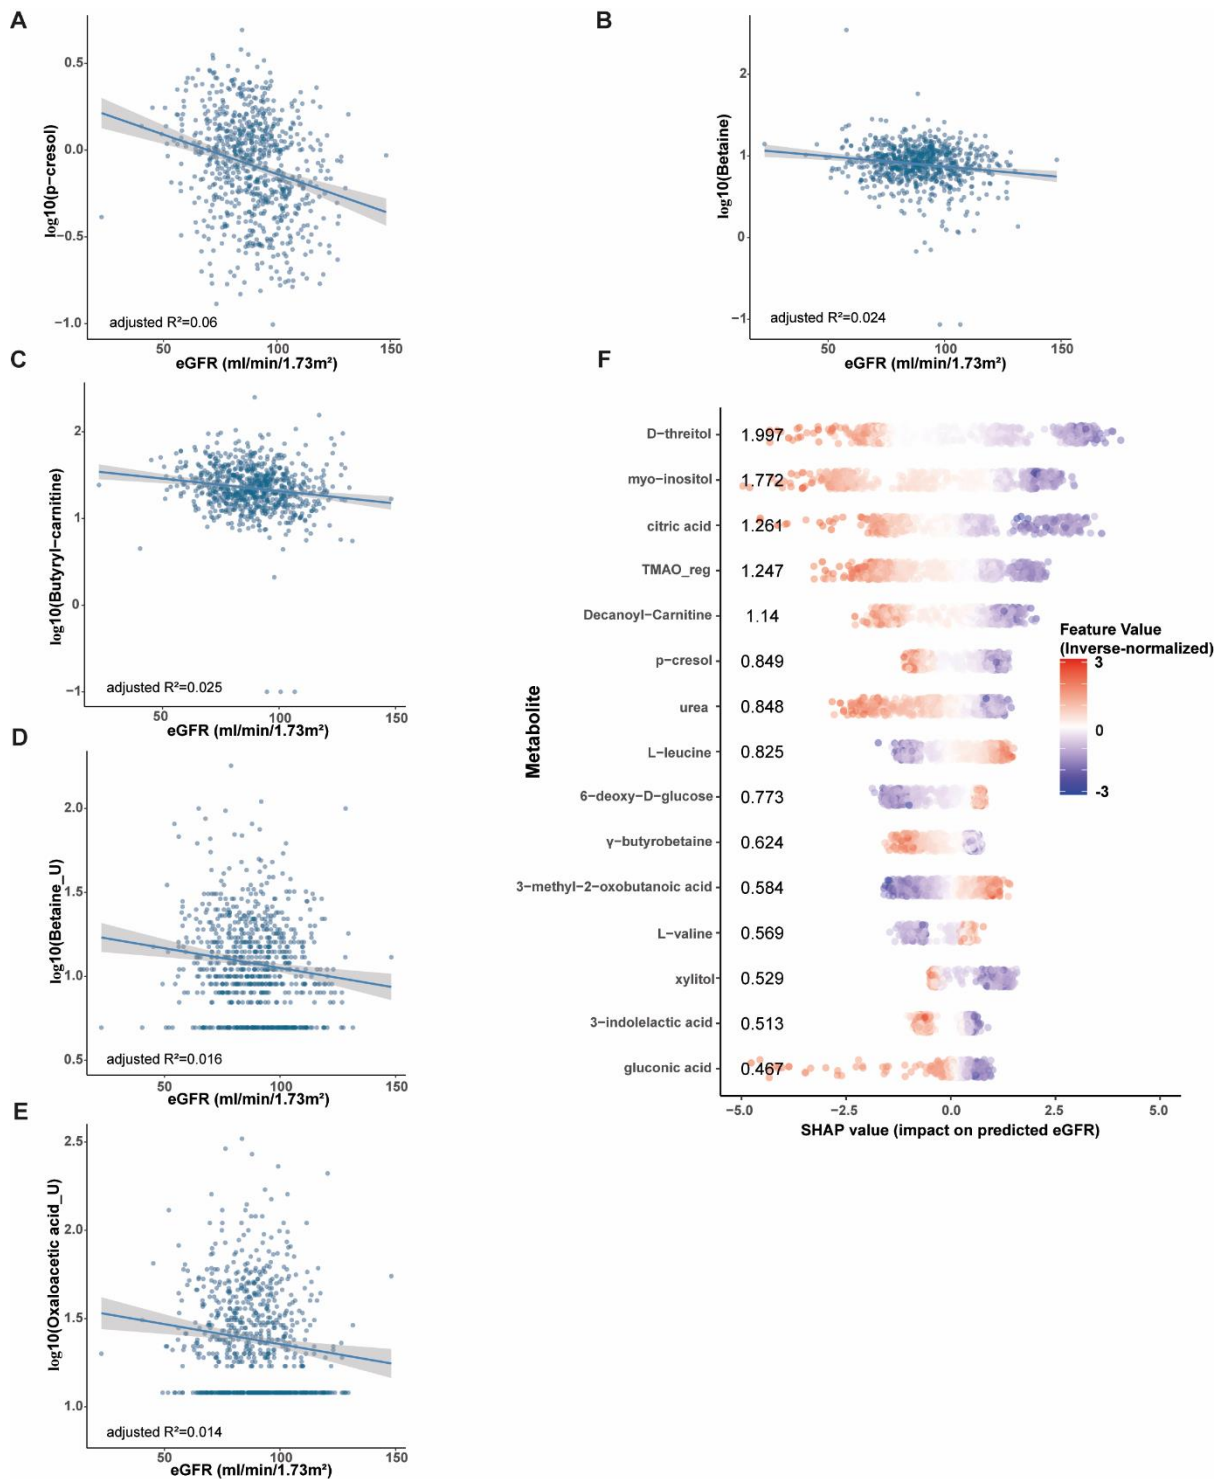 A
log10(p−cresol)
0.5
0.0
−0.5
−1.0
adjusted R²=0.06
50
100
150
eGFR (ml/min/1.73m²)
B
log10(Betaine)
2
1
0
−1
adjusted R²=0.024
50
100
150
eGFR (ml/min/1.73m²)
C
log10(Butyryl−carnitine)
2
1
0
−1
adjusted R²=0.025
50
100
150
eGFR (ml/min/1.73m²)
D
log10(Betaine_U)
2.0
1.5
1.0
0.5
adjusted R²=0.016
50
100
150
eGFR (ml/min/1.73m²)
E
log10(Oxaloacetic acid_U)
2.5
2.0
1.5
1.0
adjusted R²=0.014
50
100
150
eGFR (ml/min/1.73m²)
F
Metabolite
D−threitol 1.997
myo−inositol 1.772
citric acid 1.261
TMAO_reg 1.247
Decanoyl−Carnitine 1.14
p−cresol 0.849
urea 0.848
L−leucine 0.825
6−deoxy−D−glucose 0.773
γ−butyrobetaine 0.624
3−methyl−2−oxobutanoic acid 0.584
L−valine 0.569
xylitol 0.529
3−indolelactic acid 0.513
gluconic acid 0.467
−5.0
−2.5
0.0
2.5
5.0
SHAP value (impact on predicted eGFR)
Feature Value
(Inverse−normalized)
3
0
-3